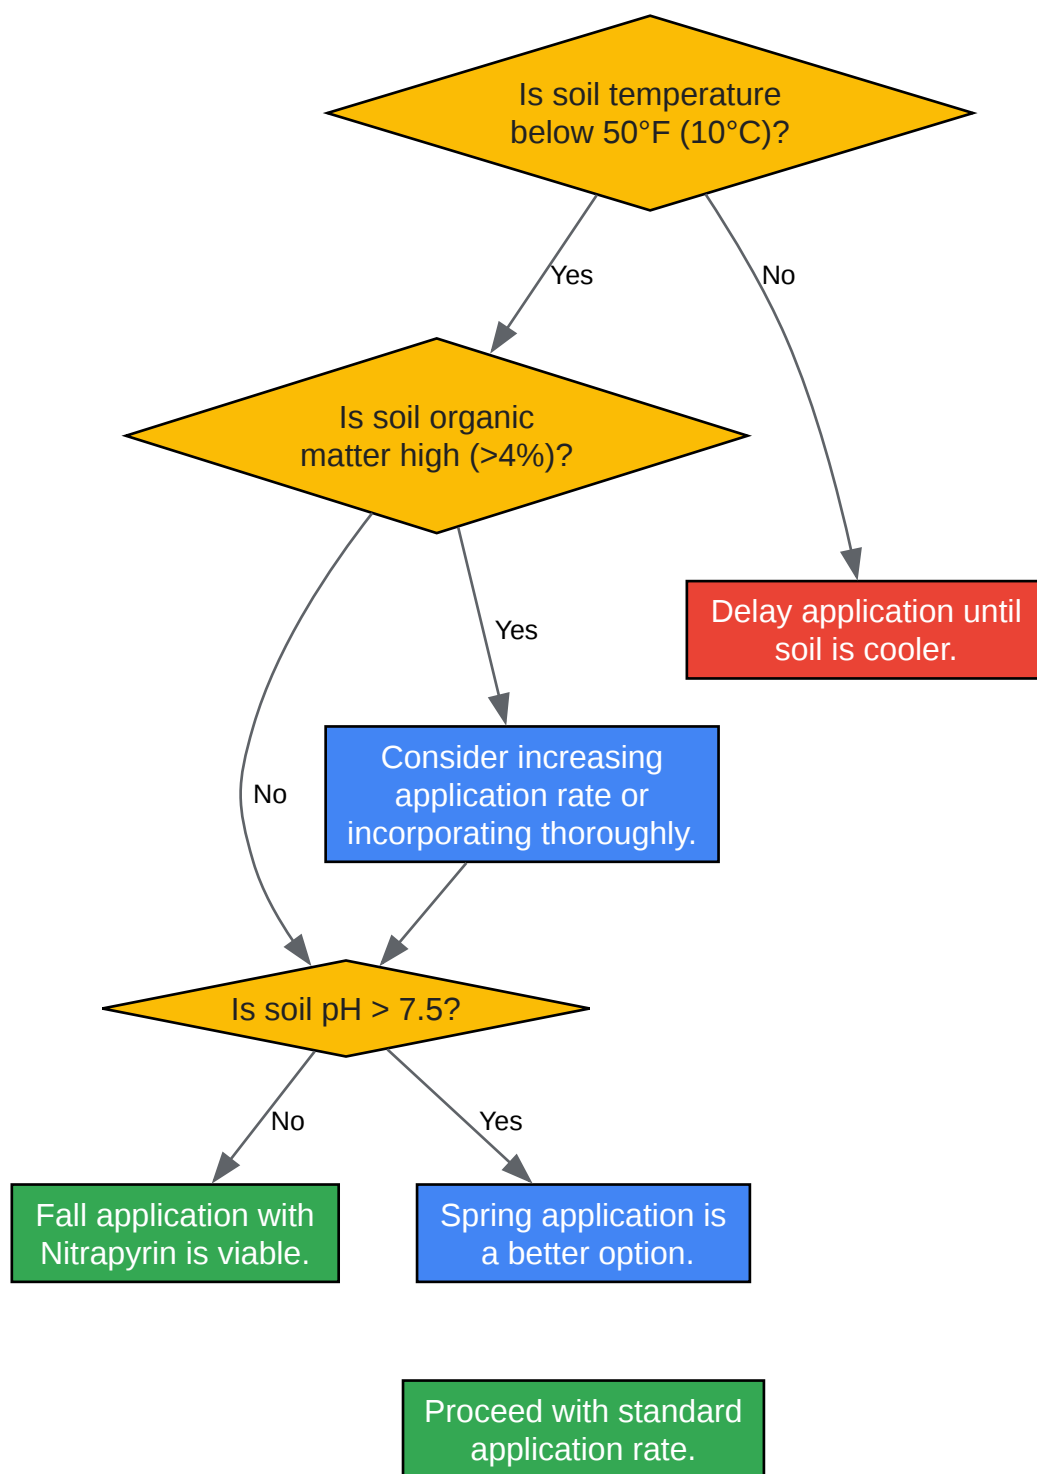 Is soil temperature
below 50°F (10°C)?
Yes
No
Is soil organic
matter high (>4%)?
Delay application until
soil is cooler.
Yes
Consider increasing
application rate or
incorporating thoroughly.
No
Is soil pH > 7.5?
No
Yes
Fall application with
Nitrapyrin is viable.
Spring application is
a better option.
Proceed with standard
application rate.